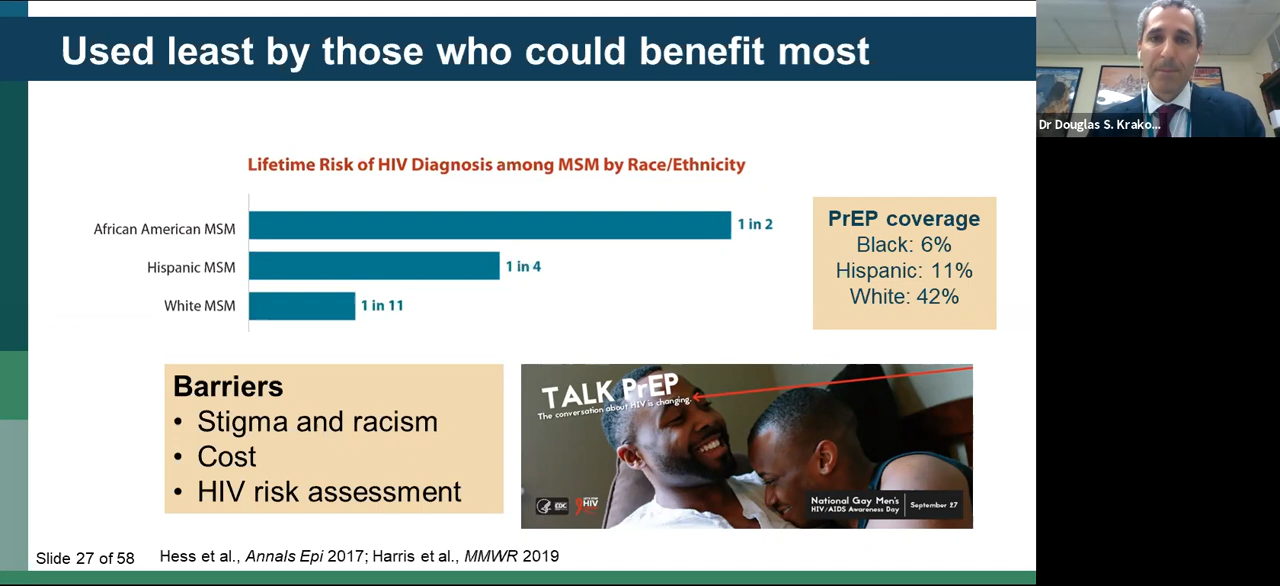 Used least by those who could benefit most
Dr Douglas S. Krako...
Lifetime Risk of HIV Diagnosis among MSM by Race/Ethnicity
African American MSM
1 in 2
Hispanic MSM
1 in 4
White MSM
1 in 11
PrEP coverage
Black: 6%
Hispanic: 11%
White: 42%
Barriers
• Stigma and racism
• Cost
• HIV risk assessment
TALK PrEP
The conversation about HIV is changing.
CDC
HIV
National Gay Men's
HIV/AIDS Awareness Day
September 27
Slide 27 of 58
Hess et al., Annals Epi 2017; Harris et al., MMWR 2019